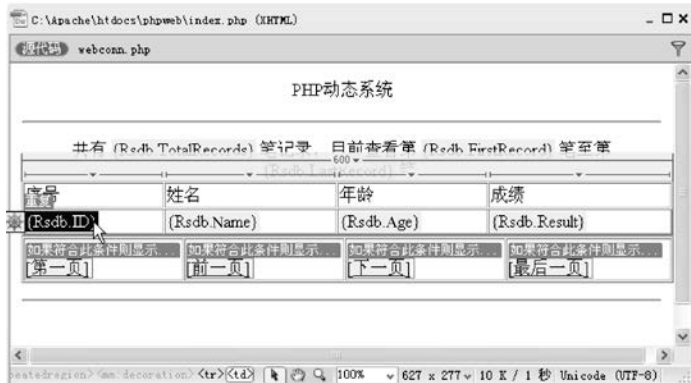 C:\Apache\htdocs\phpweb\index.php (XHTML)
源代码 webconn.php
PHP动态系统
共有 {Rsdb.TotalRecords} 笔记录，目前查看第 {Rsdb.FirstRecord} 笔至第
600
{Rsdb.LastRecord} 笔
重复
序号 姓名 年龄 成绩
{Rsdb.ID} {Rsdb.Name} {Rsdb.Age} {Rsdb.Result}
如果符合此条件则显示... 如果符合此条件则显示... 如果符合此条件则显示... 如果符合此条件则显示...
[第一页] [前一页] [下一页] [最后一页]
peatedregion> <mm:decoration> <tr> <td> 100% 627 x 277 10 K / 1 秒 Unicode (UTF-8)